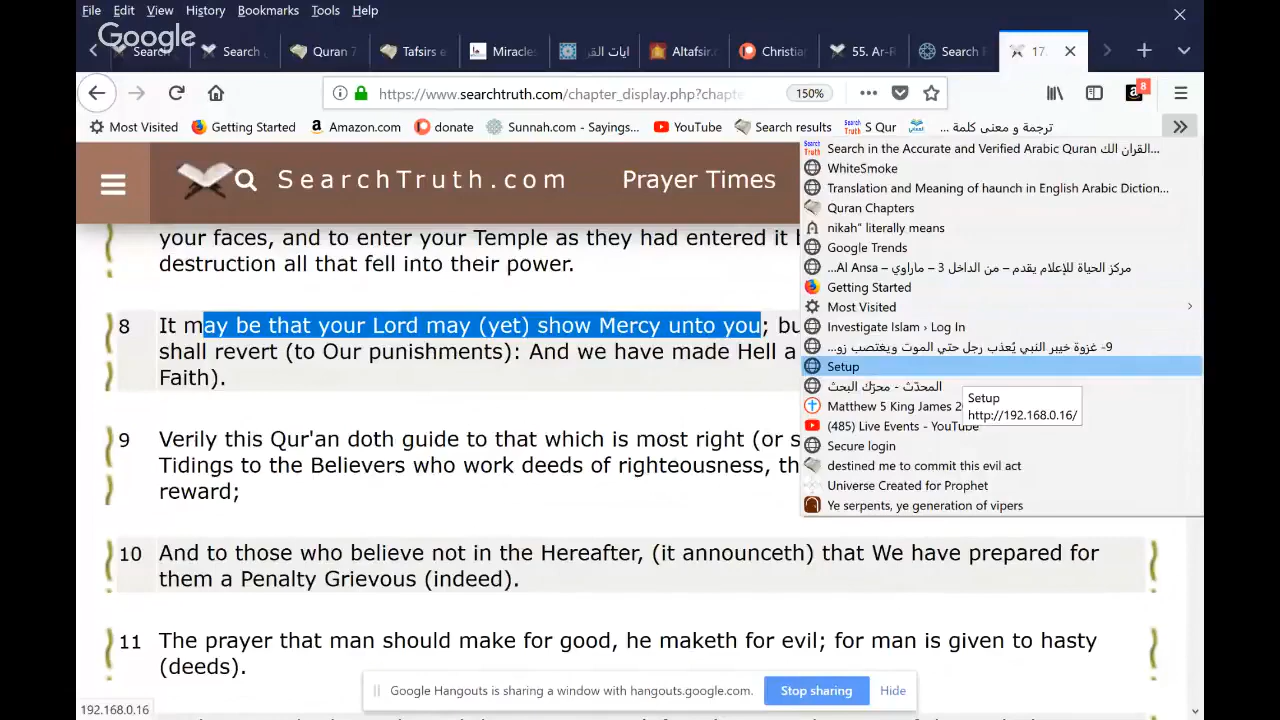 File Edit View History Bookmarks Tools Help
Google
Search
Search
Quran 7
Tafsirs e
Miracles
ايات القر
Altafsir.c
Christia
55. Ar-R
Search
17.
https://www.searchtruth.com/chapter_display.php?chapte
150%
8
Most Visited
Getting Started
Amazon.com
donate
Sunnah.com - Sayings...
YouTube
Search results
Search Truth
S Qur
ترجمة و معنى كلمة ...
SearchTruth.com
Prayer Times
your faces, and to enter your Temple as they had entered it b
destruction all that fell into their power.
8 It may be that your Lord may (yet) show Mercy unto you; bu
shall revert (to Our punishments): And we have made Hell a
Faith).
9 Verily this Qur'an doth guide to that which is most right (or s
Tidings to the Believers who work deeds of righteousness, th
reward;
10 And to those who believe not in the Hereafter, (it announceth) that We have prepared for
them a Penalty Grievous (indeed).
11 The prayer that man should make for good, he maketh for evil; for man is given to hasty
(deeds).
Search Truth
Search in the Accurate and Verified Arabic Quran القران الك...
WhiteSmoke
Translation and Meaning of haunch in English Arabic Diction...
Quran Chapters
nikah" literally means
Google Trends
مركز الحياة للإعلام يقدم – من الداخل 3 – ماراوي – Al Ansa...
Getting Started
Most Visited
Investigate Islam › Log In
9- غزوة خيبر النبي يُعذب رجل حتي الموت ويغتصب زو...
Setup
المحدّث - محرّك البحث
Matthew 5 King James 2
(485) Live Events - YouTube
Secure login
destined me to commit this evil act
Universe Created for Prophet
Ye serpents, ye generation of vipers
Setup
http://192.168.0.16/
Google Hangouts is sharing a window with hangouts.google.com.
Stop sharing
Hide
192.168.0.16